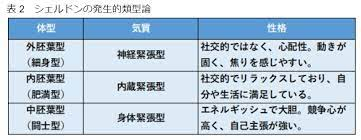 表２　シェルドンの発生的類型論
体型
気質
性格
外胚葉型
(細身型)
神経緊張型
社交的ではなく、心配性。動きが
固く、焦りを感じやすい。
内胚葉型
(肥満型)
内蔵緊張型
社交的でリラックスしており、自
分や生活に満足している。
中胚葉型
(闘士型)
身体緊張型
エネルギッシュで大胆。競争心が
高く、自己主張が強い。